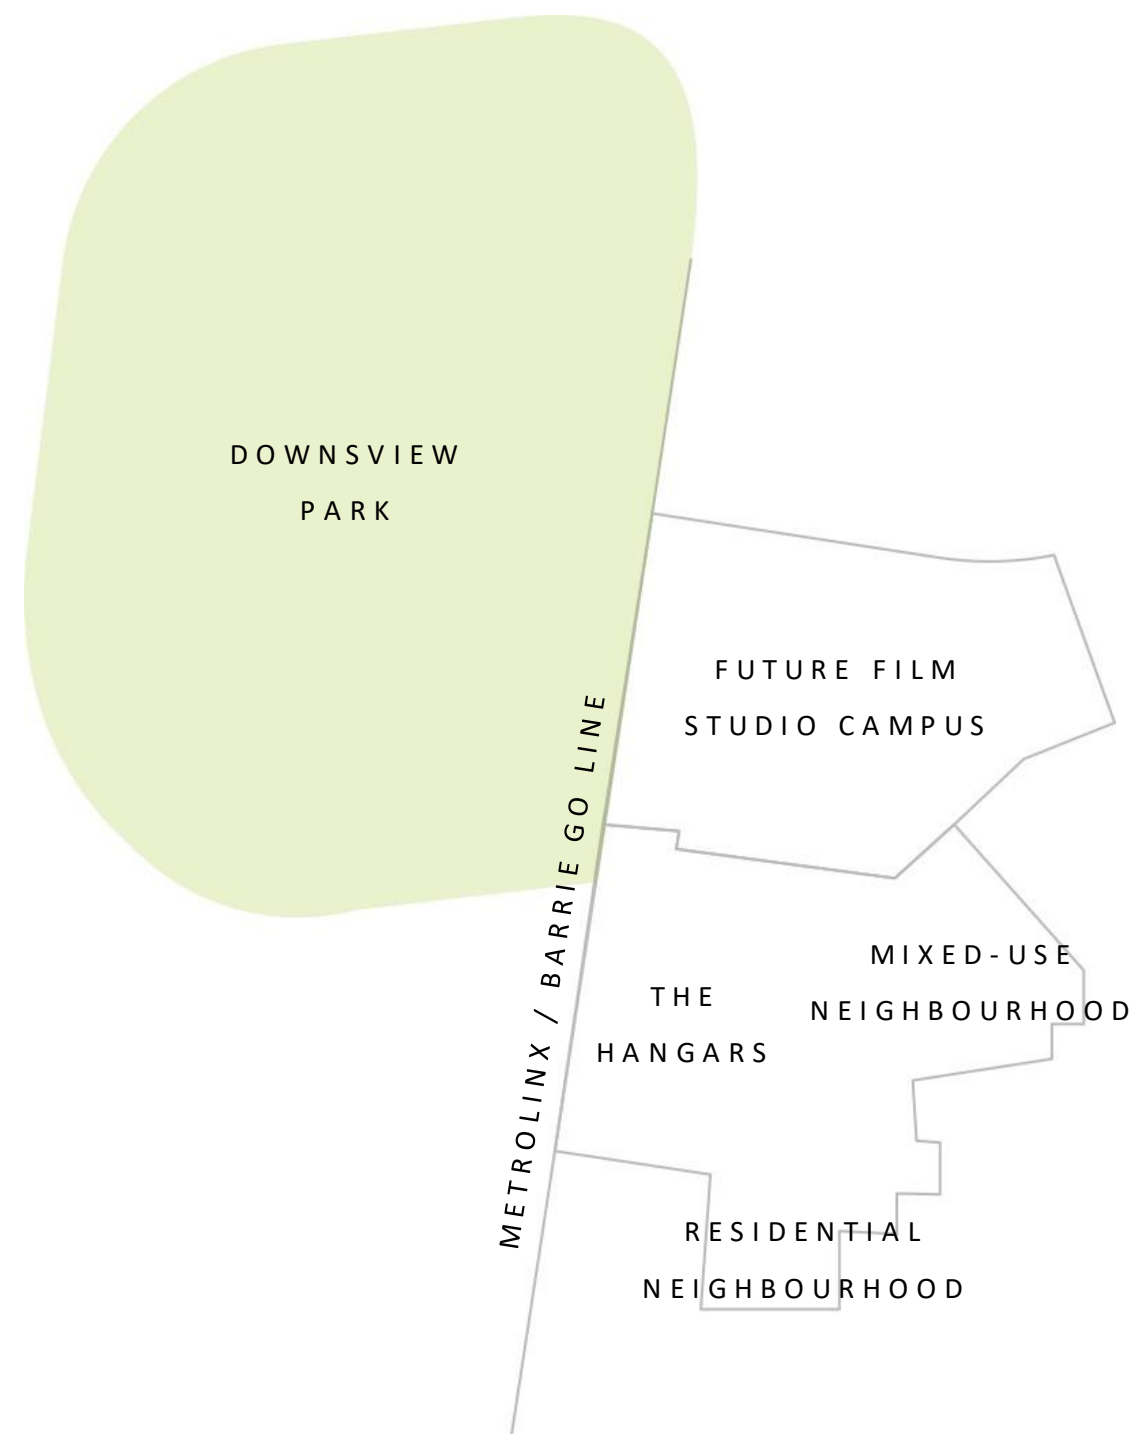 DOWNSVIEW
PARK
FUTURE FILM
STUDIO CAMPUS
METROLINX / BARRIE GO LINE
MIXED-USE
NEIGHBOURHOOD
THE
HANGARS
RESIDENTIAL
NEIGHBOURHOOD